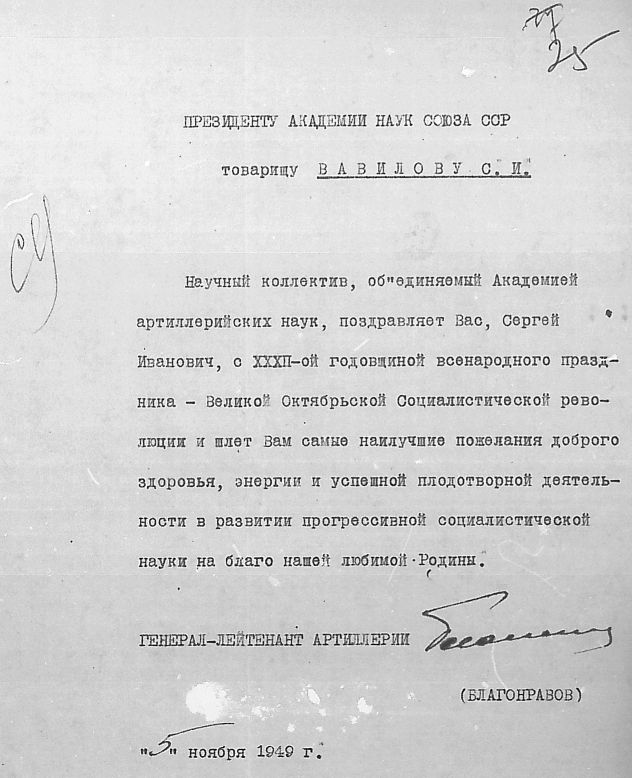 25
ПРЕЗИДЕНТУ АКАДЕМИИ НАУК СОЮЗА ССР
товарищу ВАВИЛОВУ С. И.
Научный коллектив, об"единяемый Академией
артиллерийских наук, поздравляет Вас, Сергей
Иванович, с ХХХП-ой годовщиной всенародного празд-
ника - Великой Октябрьской Социалистической рево-
люции и шлет Вам самые наилучшие пожелания доброго
здоровья, энергии и успешной плодотворной деятель-
ности в развитии прогрессивной социалистической
науки на благо нашей любимой Родины.
ГЕНЕРАЛ-ЛЕЙТЕНАНТ АРТИЛЛЕРИИ
(БЛАГОНРАВОВ)
"5" ноября 1949 г.